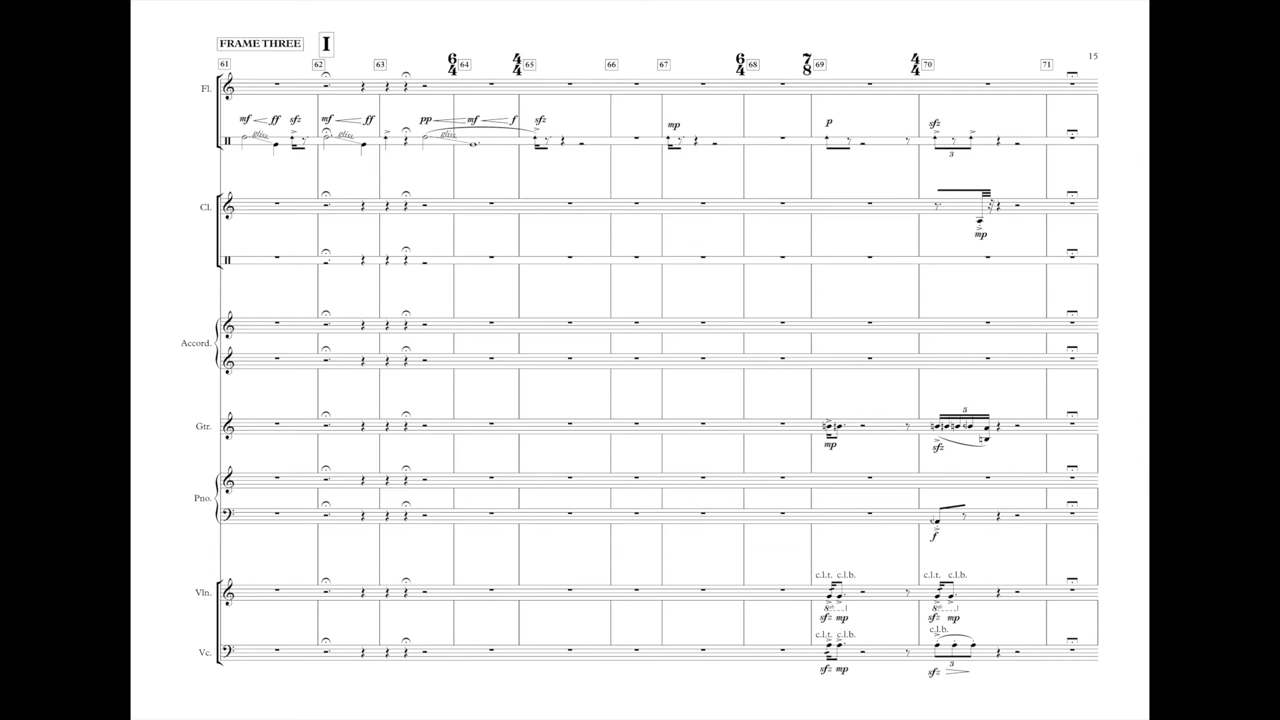 FRAME THREE I
15
61 62 63 6/4 64 4/4 65 66 67 6/4 68 7/8 69 4/4 70 71
Fl.
mf ff sfz mf ff pp mf f sfz mp p sfz
gliss. gliss. gliss.
3
Cl.
mp
Accord.
5
Gtr.
mp sfz
Pno.
f
c.l.t. c.l.b. c.l.t. c.l.b.
Vln.
sfz mp sfz mp
c.l.t. c.l.b. c.l.b.
Vc.
3
sfz mp sfz